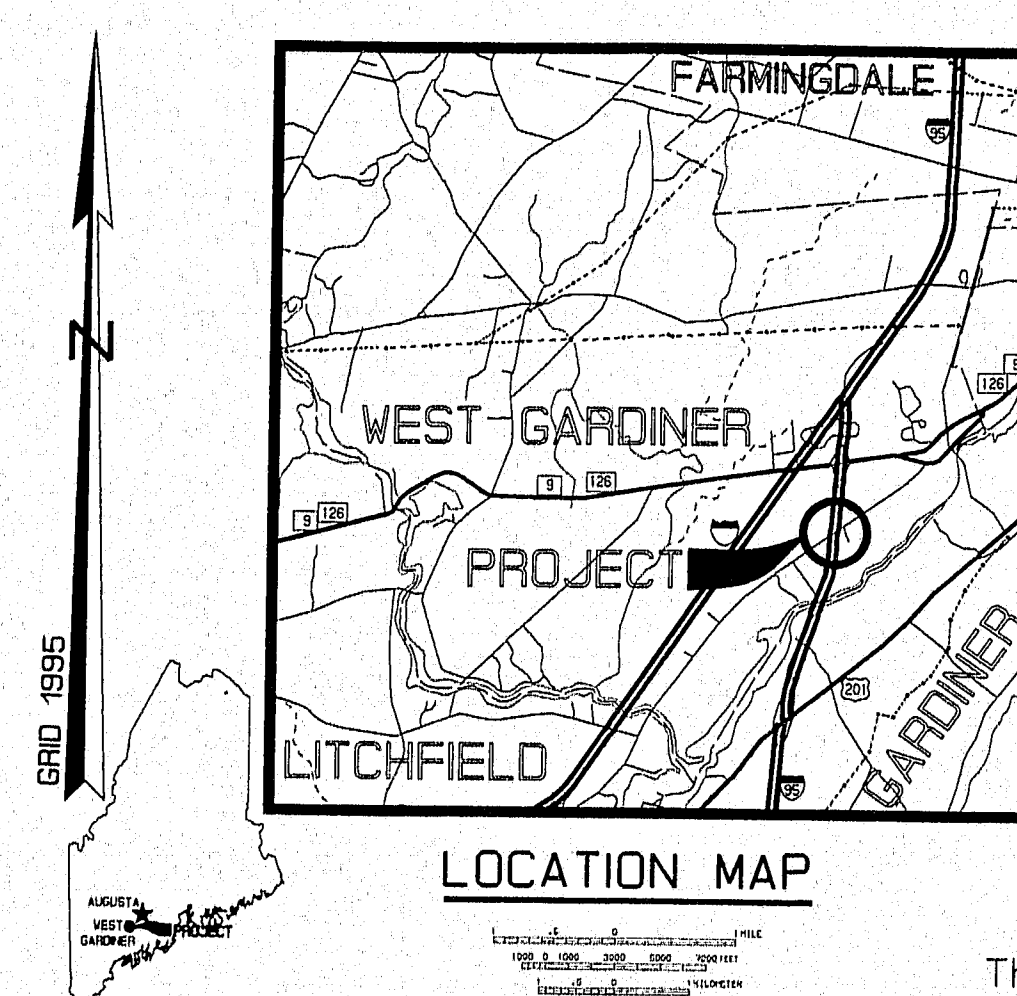 FARMINGDALE
95
N
WEST GARDINER
126
9 126
9 126
PROJECT
GRID 1995
201
GARDINER
LITCHFIELD
95
LOCATION MAP
AUGUSTA
WEST
GARDINER
PROJECT
1 MILE
1000 0 1000 3000 5000 7000 FEET
1 KILOMETER
Th